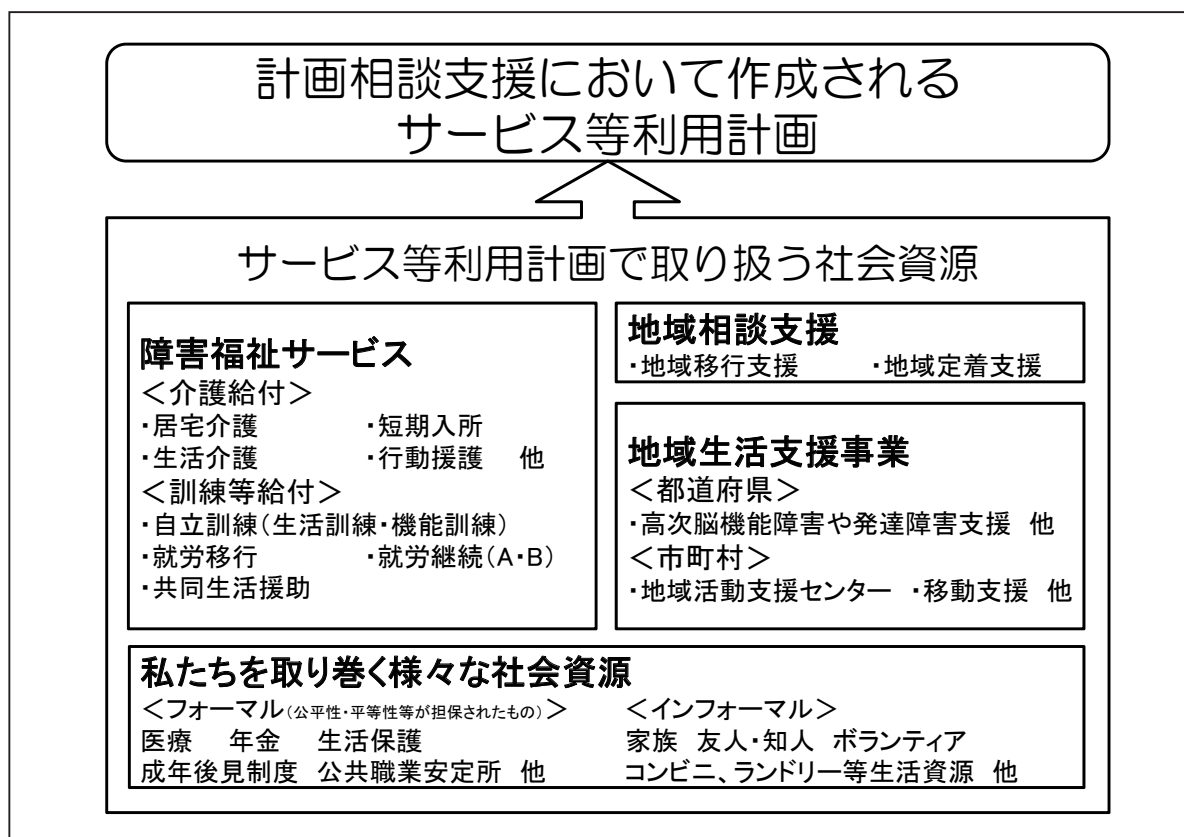 計画相談支援において作成される
サービス等利用計画
サービス等利用計画で取り扱う社会資源
障害福祉サービス
＜介護給付＞
・居宅介護　・短期入所
・生活介護　・行動援護　他
＜訓練等給付＞
・自立訓練（生活訓練・機能訓練）
・就労移行　・就労継続（A・B）
・共同生活援助
地域相談支援
・地域移行支援　・地域定着支援
地域生活支援事業
＜都道府県＞
・高次脳機能障害や発達障害支援　他
＜市町村＞
・地域活動支援センター　・移動支援　他
私たちを取り巻く様々な社会資源
＜フォーマル（公平性・平等性等が担保されたもの）＞
医療　年金　生活保護
成年後見制度　公共職業安定所　他
＜インフォーマル＞
家族　友人・知人　ボランティア
コンビニ、ランドリー等生活資源　他